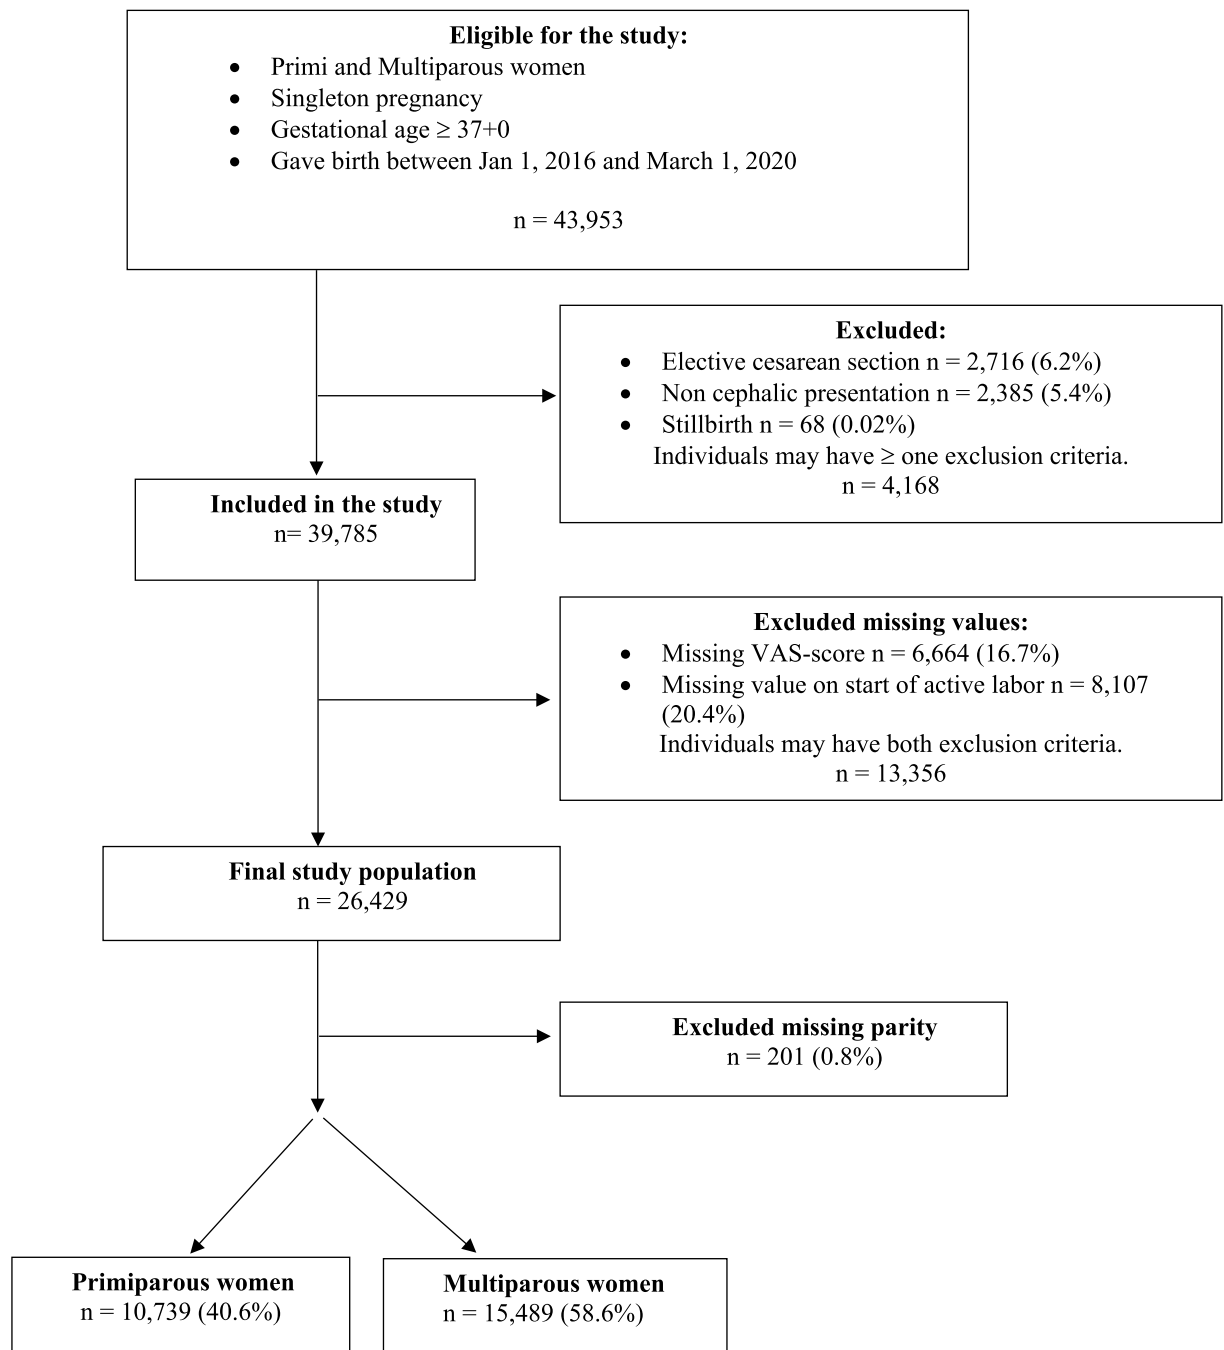 Eligible for the study:
• Primi and Multiparous women
• Singleton pregnancy
• Gestational age ≥ 37+0
• Gave birth between Jan 1, 2016 and March 1, 2020
n = 43,953
Excluded:
• Elective cesarean section n = 2,716 (6.2%)
• Non cephalic presentation n = 2,385 (5.4%)
• Stillbirth n = 68 (0.02%)
Individuals may have ≥ one exclusion criteria.
n = 4,168
Included in the study
n= 39,785
Excluded missing values:
• Missing VAS-score n = 6,664 (16.7%)
• Missing value on start of active labor n = 8,107
(20.4%)
Individuals may have both exclusion criteria.
n = 13,356
Final study population
n = 26,429
Excluded missing parity
n = 201 (0.8%)
Primiparous women
n = 10,739 (40.6%)
Multiparous women
n = 15,489 (58.6%)